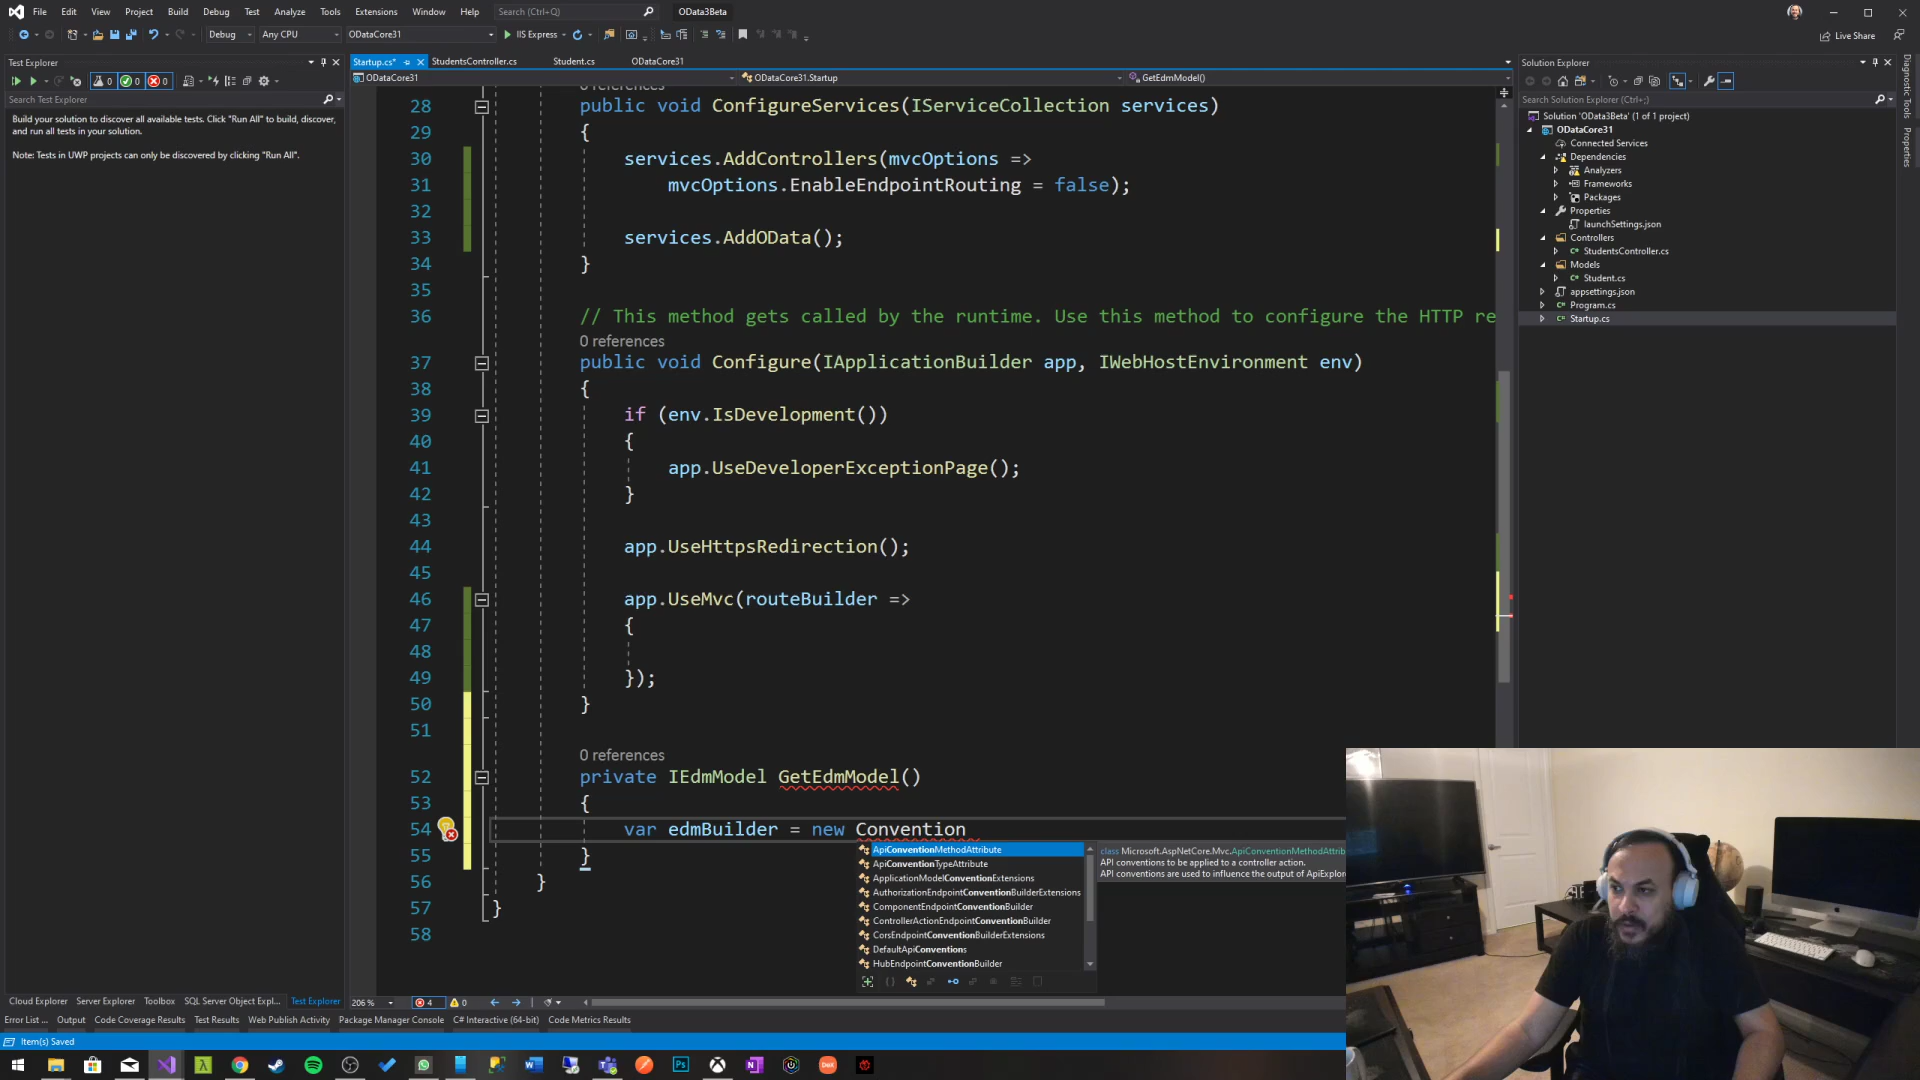 File Edit View Project Build Debug Test Analyze Tools Extensions Window Help Search (Ctrl+Q) OData3Beta
Debug Any CPU ODataCore31 IIS Express Live Share
Test Explorer
0 0 0
Search Test Explorer
Build your solution to discover all available tests. Click "Run All" to build, discover,
and run all tests in your solution.
Note: Tests in UWP projects can only be discovered by clicking "Run All".
Startup.cs* StudentsController.cs Student.cs ODataCore31
ODataCore31 ODataCore31.Startup GetEdmModel()
0 references
28 public void ConfigureServices(IServiceCollection services)
29 {
30 services.AddControllers(mvcOptions =>
31 mvcOptions.EnableEndpointRouting = false);
32
33 services.AddOData();
34 }
35
36 // This method gets called by the runtime. Use this method to configure the HTTP re
0 references
37 public void Configure(IApplicationBuilder app, IWebHostEnvironment env)
38 {
39 if (env.IsDevelopment())
40 {
41 app.UseDeveloperExceptionPage();
42 }
43
44 app.UseHttpsRedirection();
45
46 app.UseMvc(routeBuilder =>
47 {
48
49 });
50 }
51
0 references
52 private IEdmModel GetEdmModel()
53 {
54 var edmBuilder = new Convention
55 }
56 }
57 }
58
ApiConventionMethodAttribute
ApiConventionTypeAttribute
ApplicationModelConventionExtensions
AuthorizationEndpointConventionBuilderExtensions
ComponentEndpointConventionBuilder
ControllerActionEndpointConventionBuilder
CorsEndpointConventionBuilderExtensions
DefaultApiConventions
HubEndpointConventionBuilder
class Microsoft.AspNetCore.Mvc.ApiConventionMethodAttrib
API conventions to be applied to a controller action.
API conventions are used to influence the output of ApiExplor
Solution Explorer
Search Solution Explorer (Ctrl+;)
Solution 'OData3Beta' (1 of 1 project)
ODataCore31
Connected Services
Dependencies
Analyzers
Frameworks
Packages
Properties
launchSettings.json
Controllers
StudentsController.cs
Models
Student.cs
appsettings.json
Program.cs
Startup.cs
Diagnostic Tools
Properties
206 % 4 0
Cloud Explorer Server Explorer Toolbox SQL Server Object Expl... Test Explorer
Error List ... Output Code Coverage Results Test Results Web Publish Activity Package Manager Console C# Interactive (64-bit) Code Metrics Results
Item(s) Saved